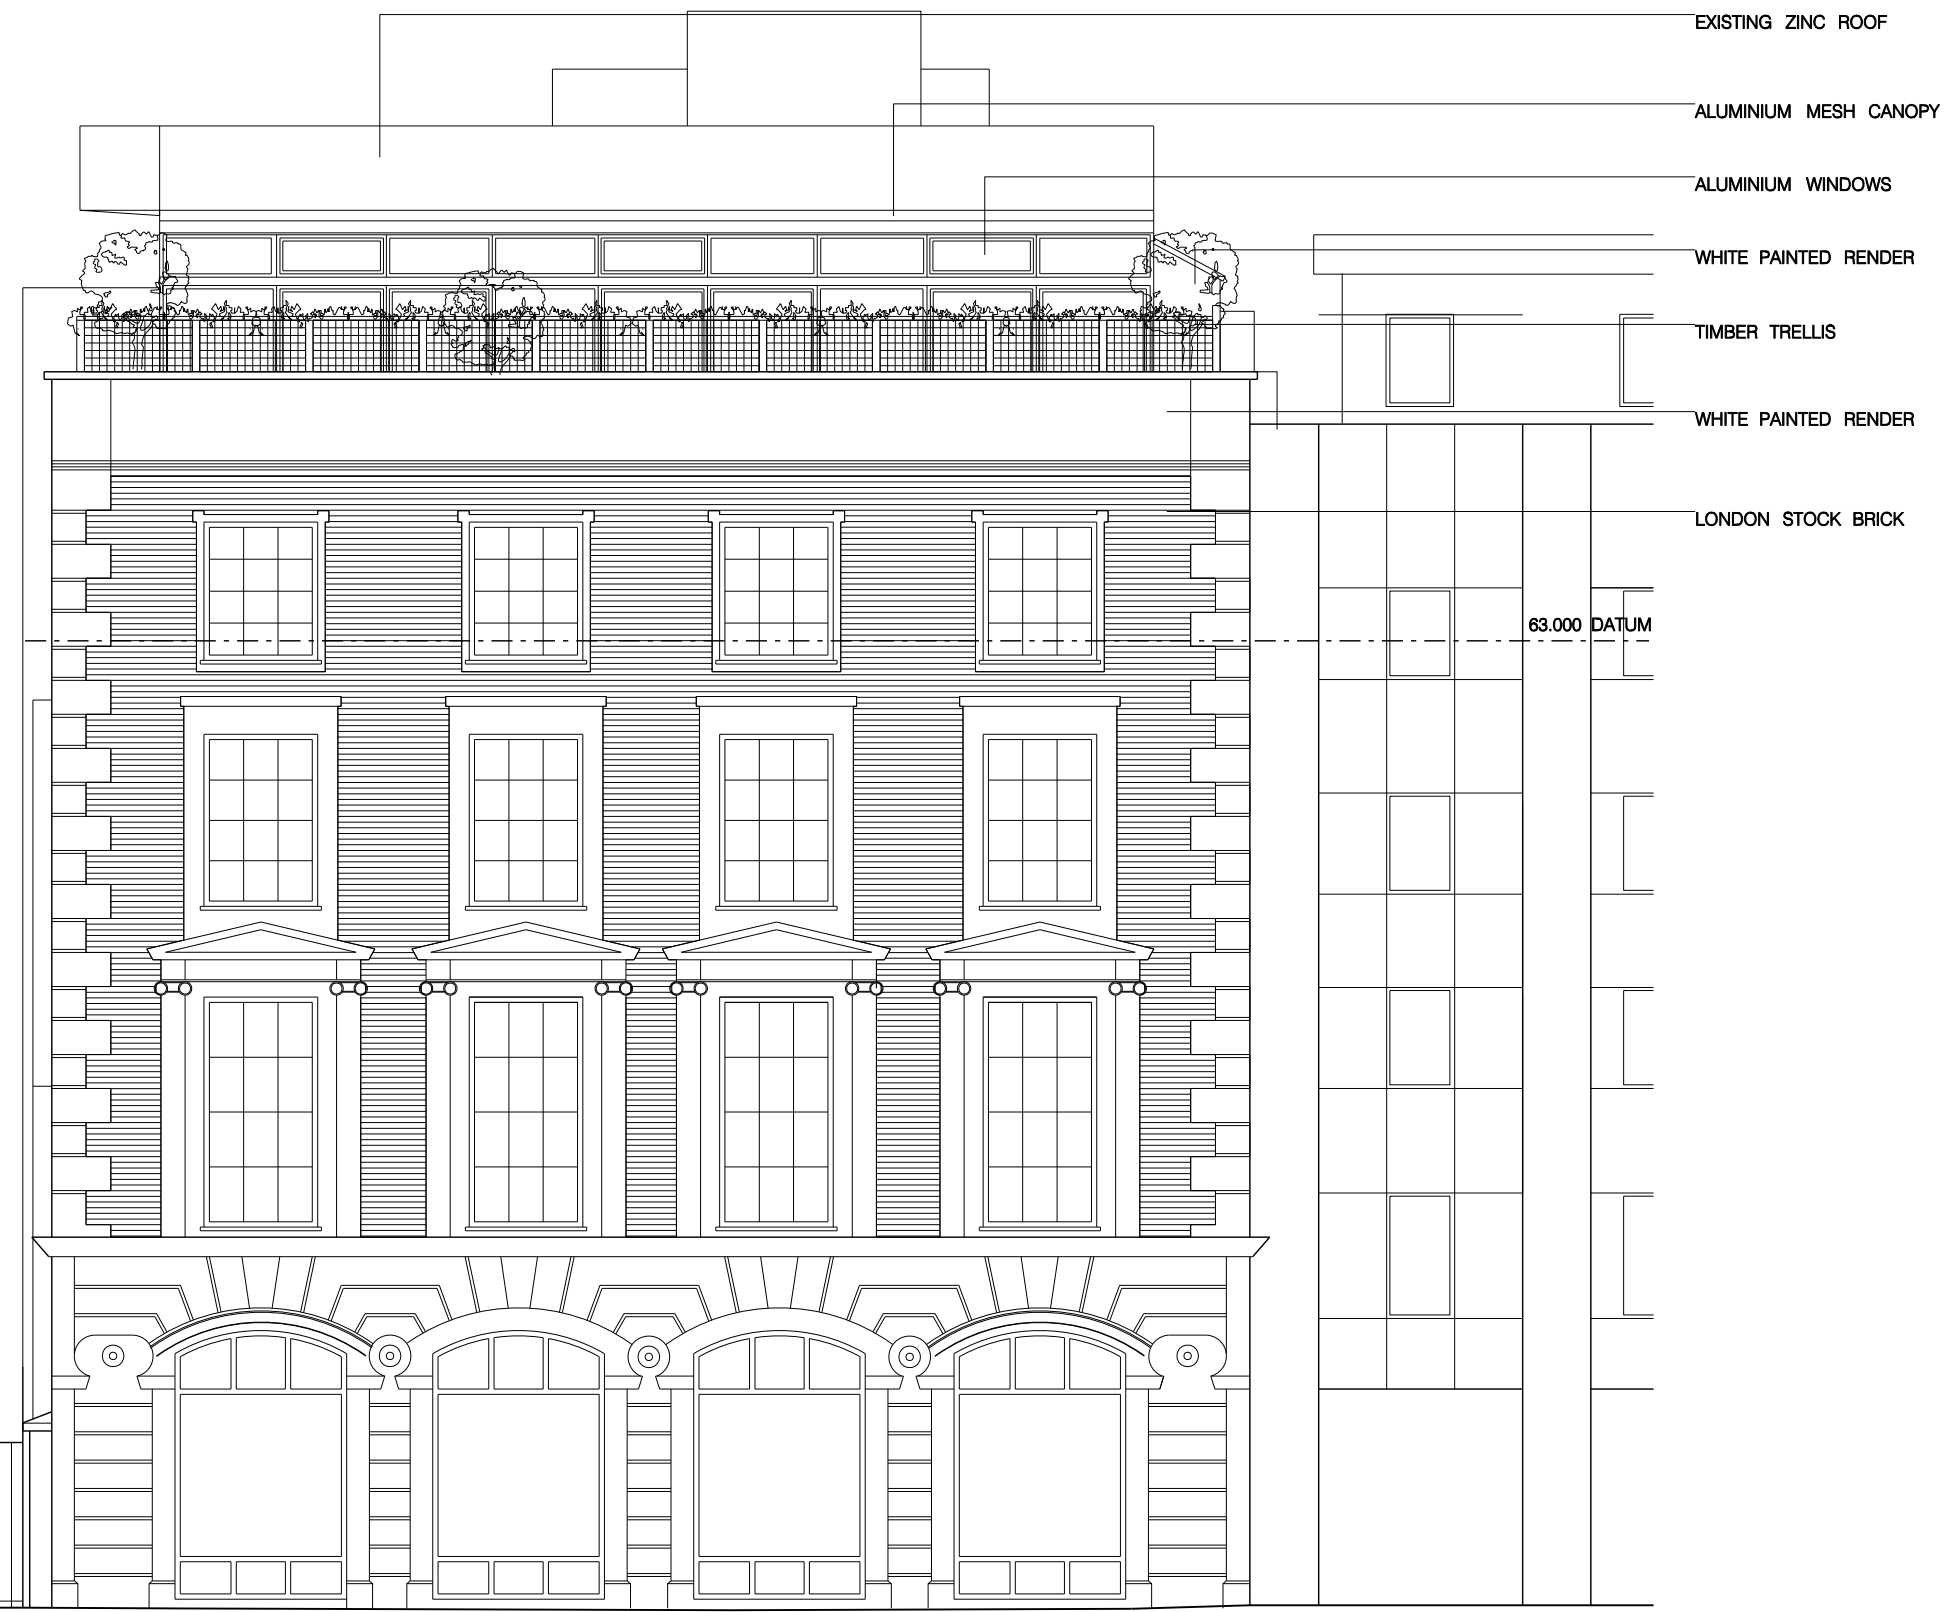 EXISTING ZINC ROOF
ALUMINIUM MESH CANOPY
ALUMINIUM WINDOWS
WHITE PAINTED RENDER
TIMBER TRELLIS
WHITE PAINTED RENDER
LONDON STOCK BRICK
63.000 DATUM